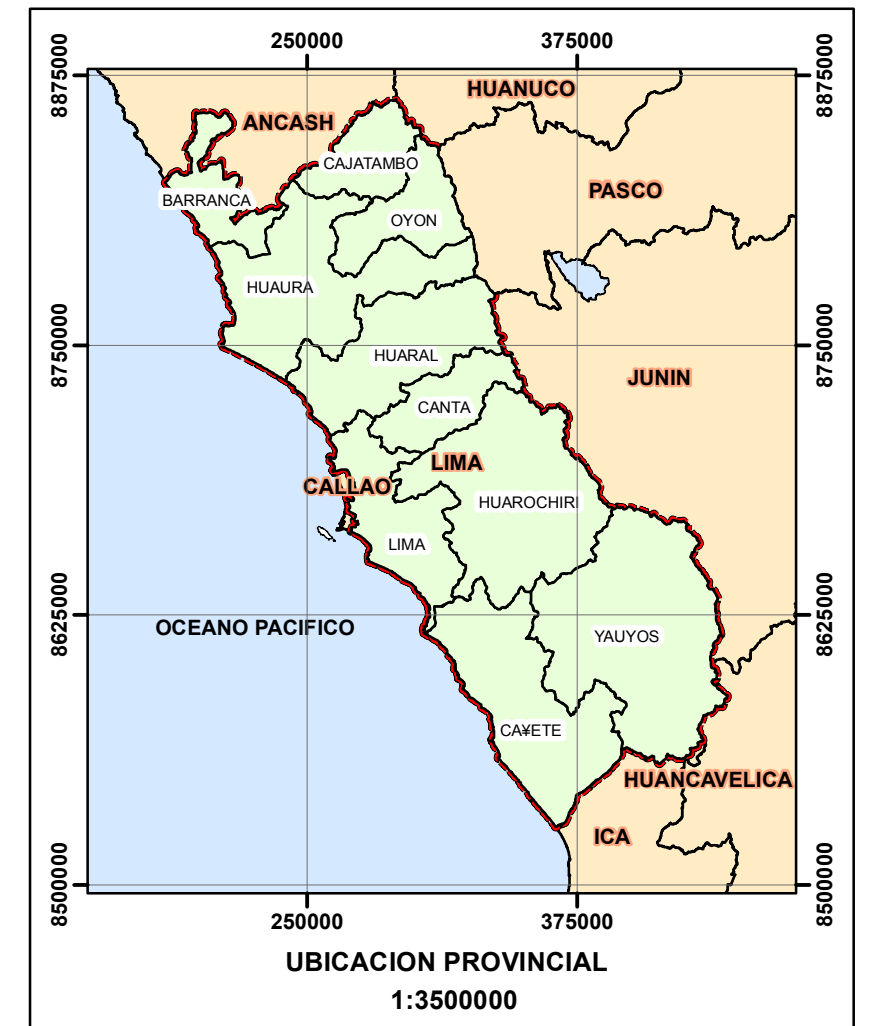 250000
375000
8875000
8875000
HUANUCO
ANCASH
CAJATAMBO
PASCO
BARRANCA
OYON
HUAURA
8750000
8750000
HUARAL
JUNIN
CANTA
LIMA
CALLAO
HUAROCHIRI
LIMA
8625000
8625000
OCEANO PACIFICO
YAUYOS
CA¥ETE
HUANCAVELICA
ICA
8500000
8500000
250000
375000
UBICACION PROVINCIAL
1:3500000